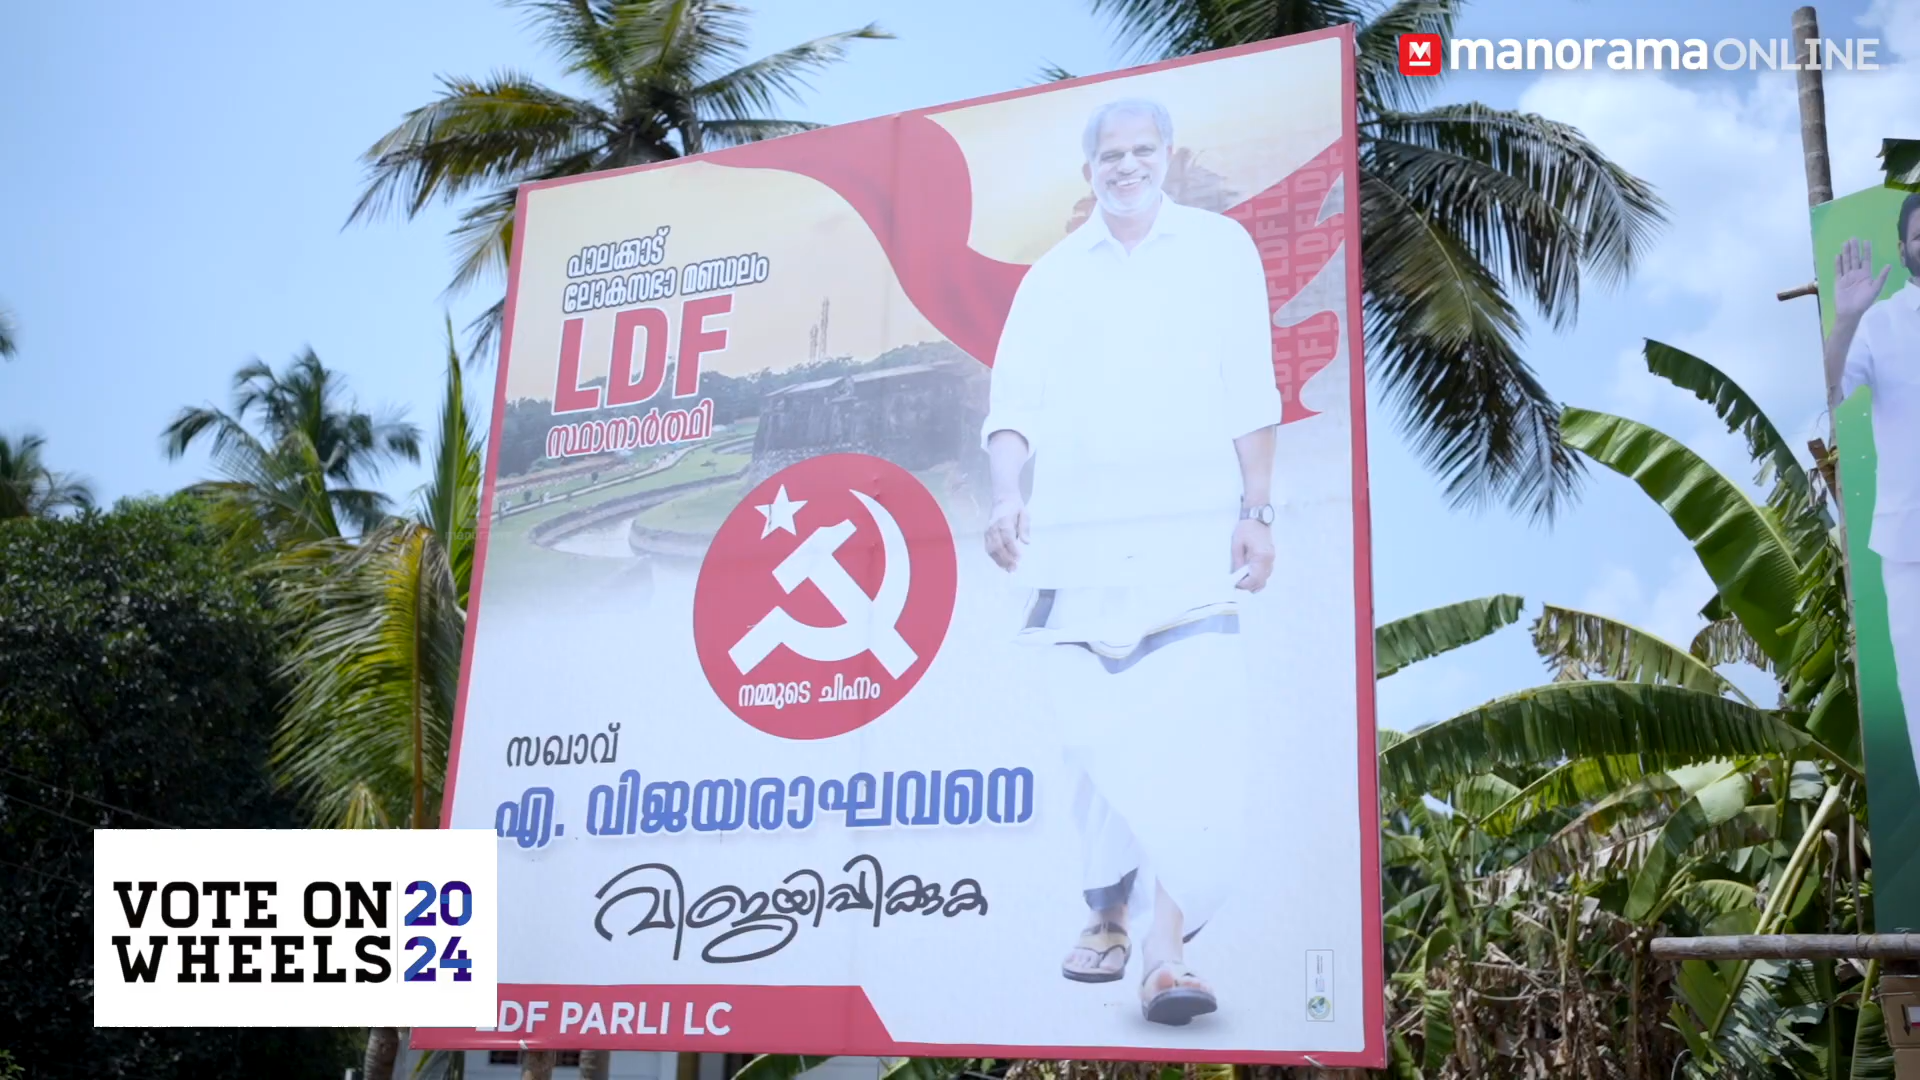 manoramaONLINE
പാലക്കാട്
ലോകസഭാ മണ്ഡലം
LDF
സ്ഥാനാർത്ഥി
നമ്മുടെ ചിഹ്നം
സഖാവ്
എ. വിജയരാഘവനെ
വിജയിപ്പിക്കുക
LDF PARLI LC
VOTE ON 20
WHEELS 24